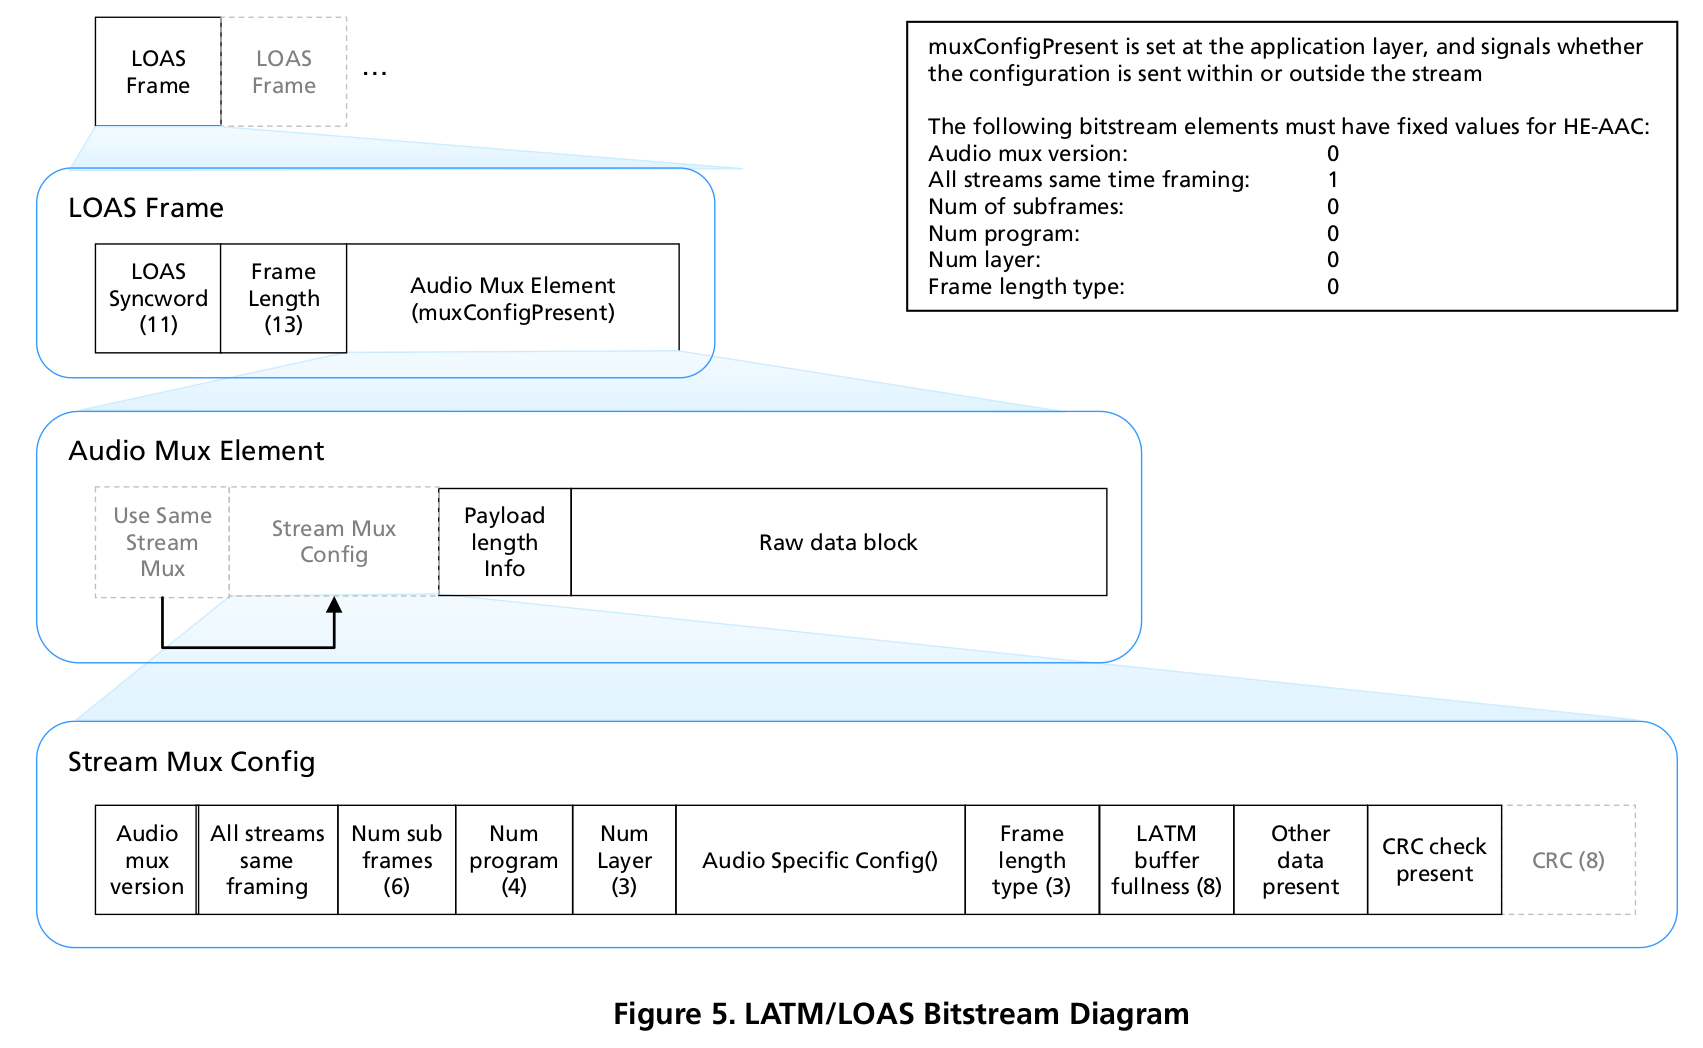 LOAS
Frame
LOAS
Frame
...
muxConfigPresent is set at the application layer, and signals whether
the configuration is sent within or outside the stream
The following bitstream elements must have fixed values for HE-AAC:
Audio mux version: 0
All streams same time framing: 1
Num of subframes: 0
Num program: 0
Num layer: 0
Frame length type: 0
LOAS Frame
LOAS
Syncword
(11)
Frame
Length
(13)
Audio Mux Element
(muxConfigPresent)
Audio Mux Element
Use Same
Stream
Mux
Stream Mux
Config
Payload
length
Info
Raw data block
Stream Mux Config
Audio
mux
version
All streams
same
framing
Num sub
frames
(6)
Num
program
(4)
Num
Layer
(3)
Audio Specific Config()
Frame
length
type (3)
LATM
buffer
fullness (8)
Other
data
present
CRC check
present
CRC (8)
Figure 5. LATM/LOAS Bitstream Diagram